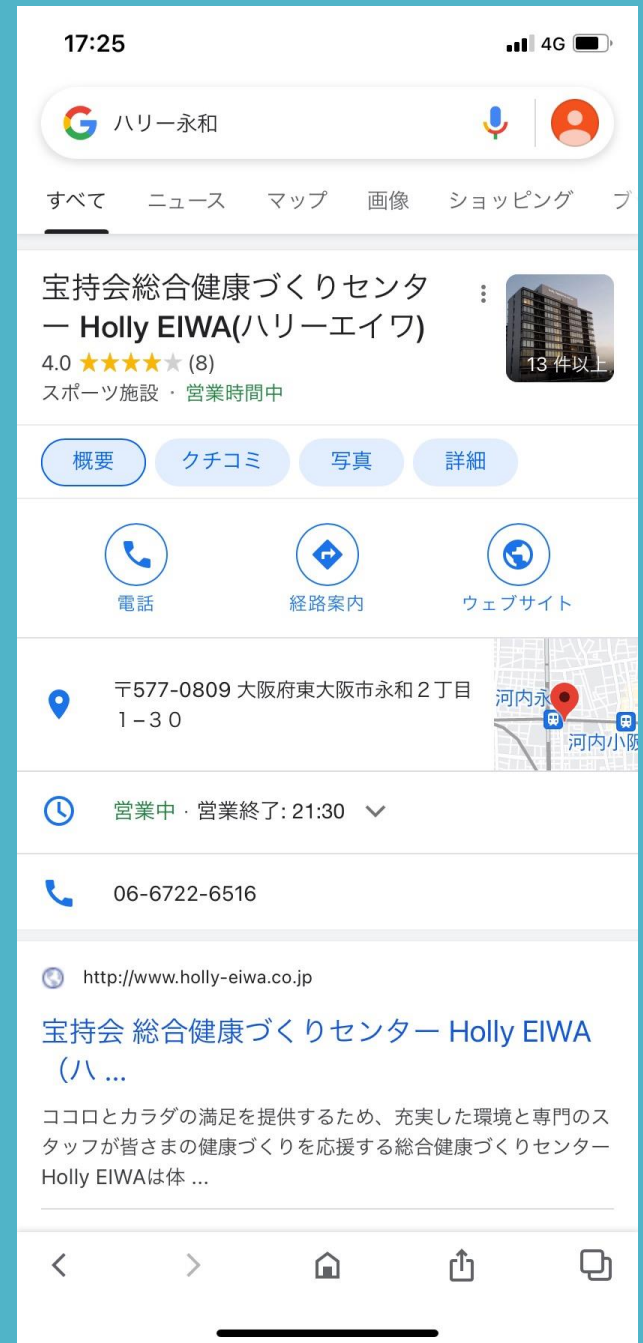 17:25
4G
ハリー永和
すべて ニュース マップ 画像 ショッピング ブ
宝持会総合健康づくりセンタ
ー Holly EIWA(ハリーエイワ)
13 件以上
4.0 ★★★★★ (8)
スポーツ施設 · 営業時間中
概要 クチコミ 写真 詳細
電話 経路案内 ウェブサイト
〒577-0809 大阪府東大阪市永和２丁目
１−３０
河内永
河内小阪
営業中 · 営業終了: 21:30
06-6722-6516
http://www.holly-eiwa.co.jp
宝持会 総合健康づくりセンター Holly EIWA
（ハ ...
ココロとカラダの満足を提供するため、充実した環境と専門のス
タッフが皆さまの健康づくりを応援する総合健康づくりセンター
Holly EIWAは体 ...